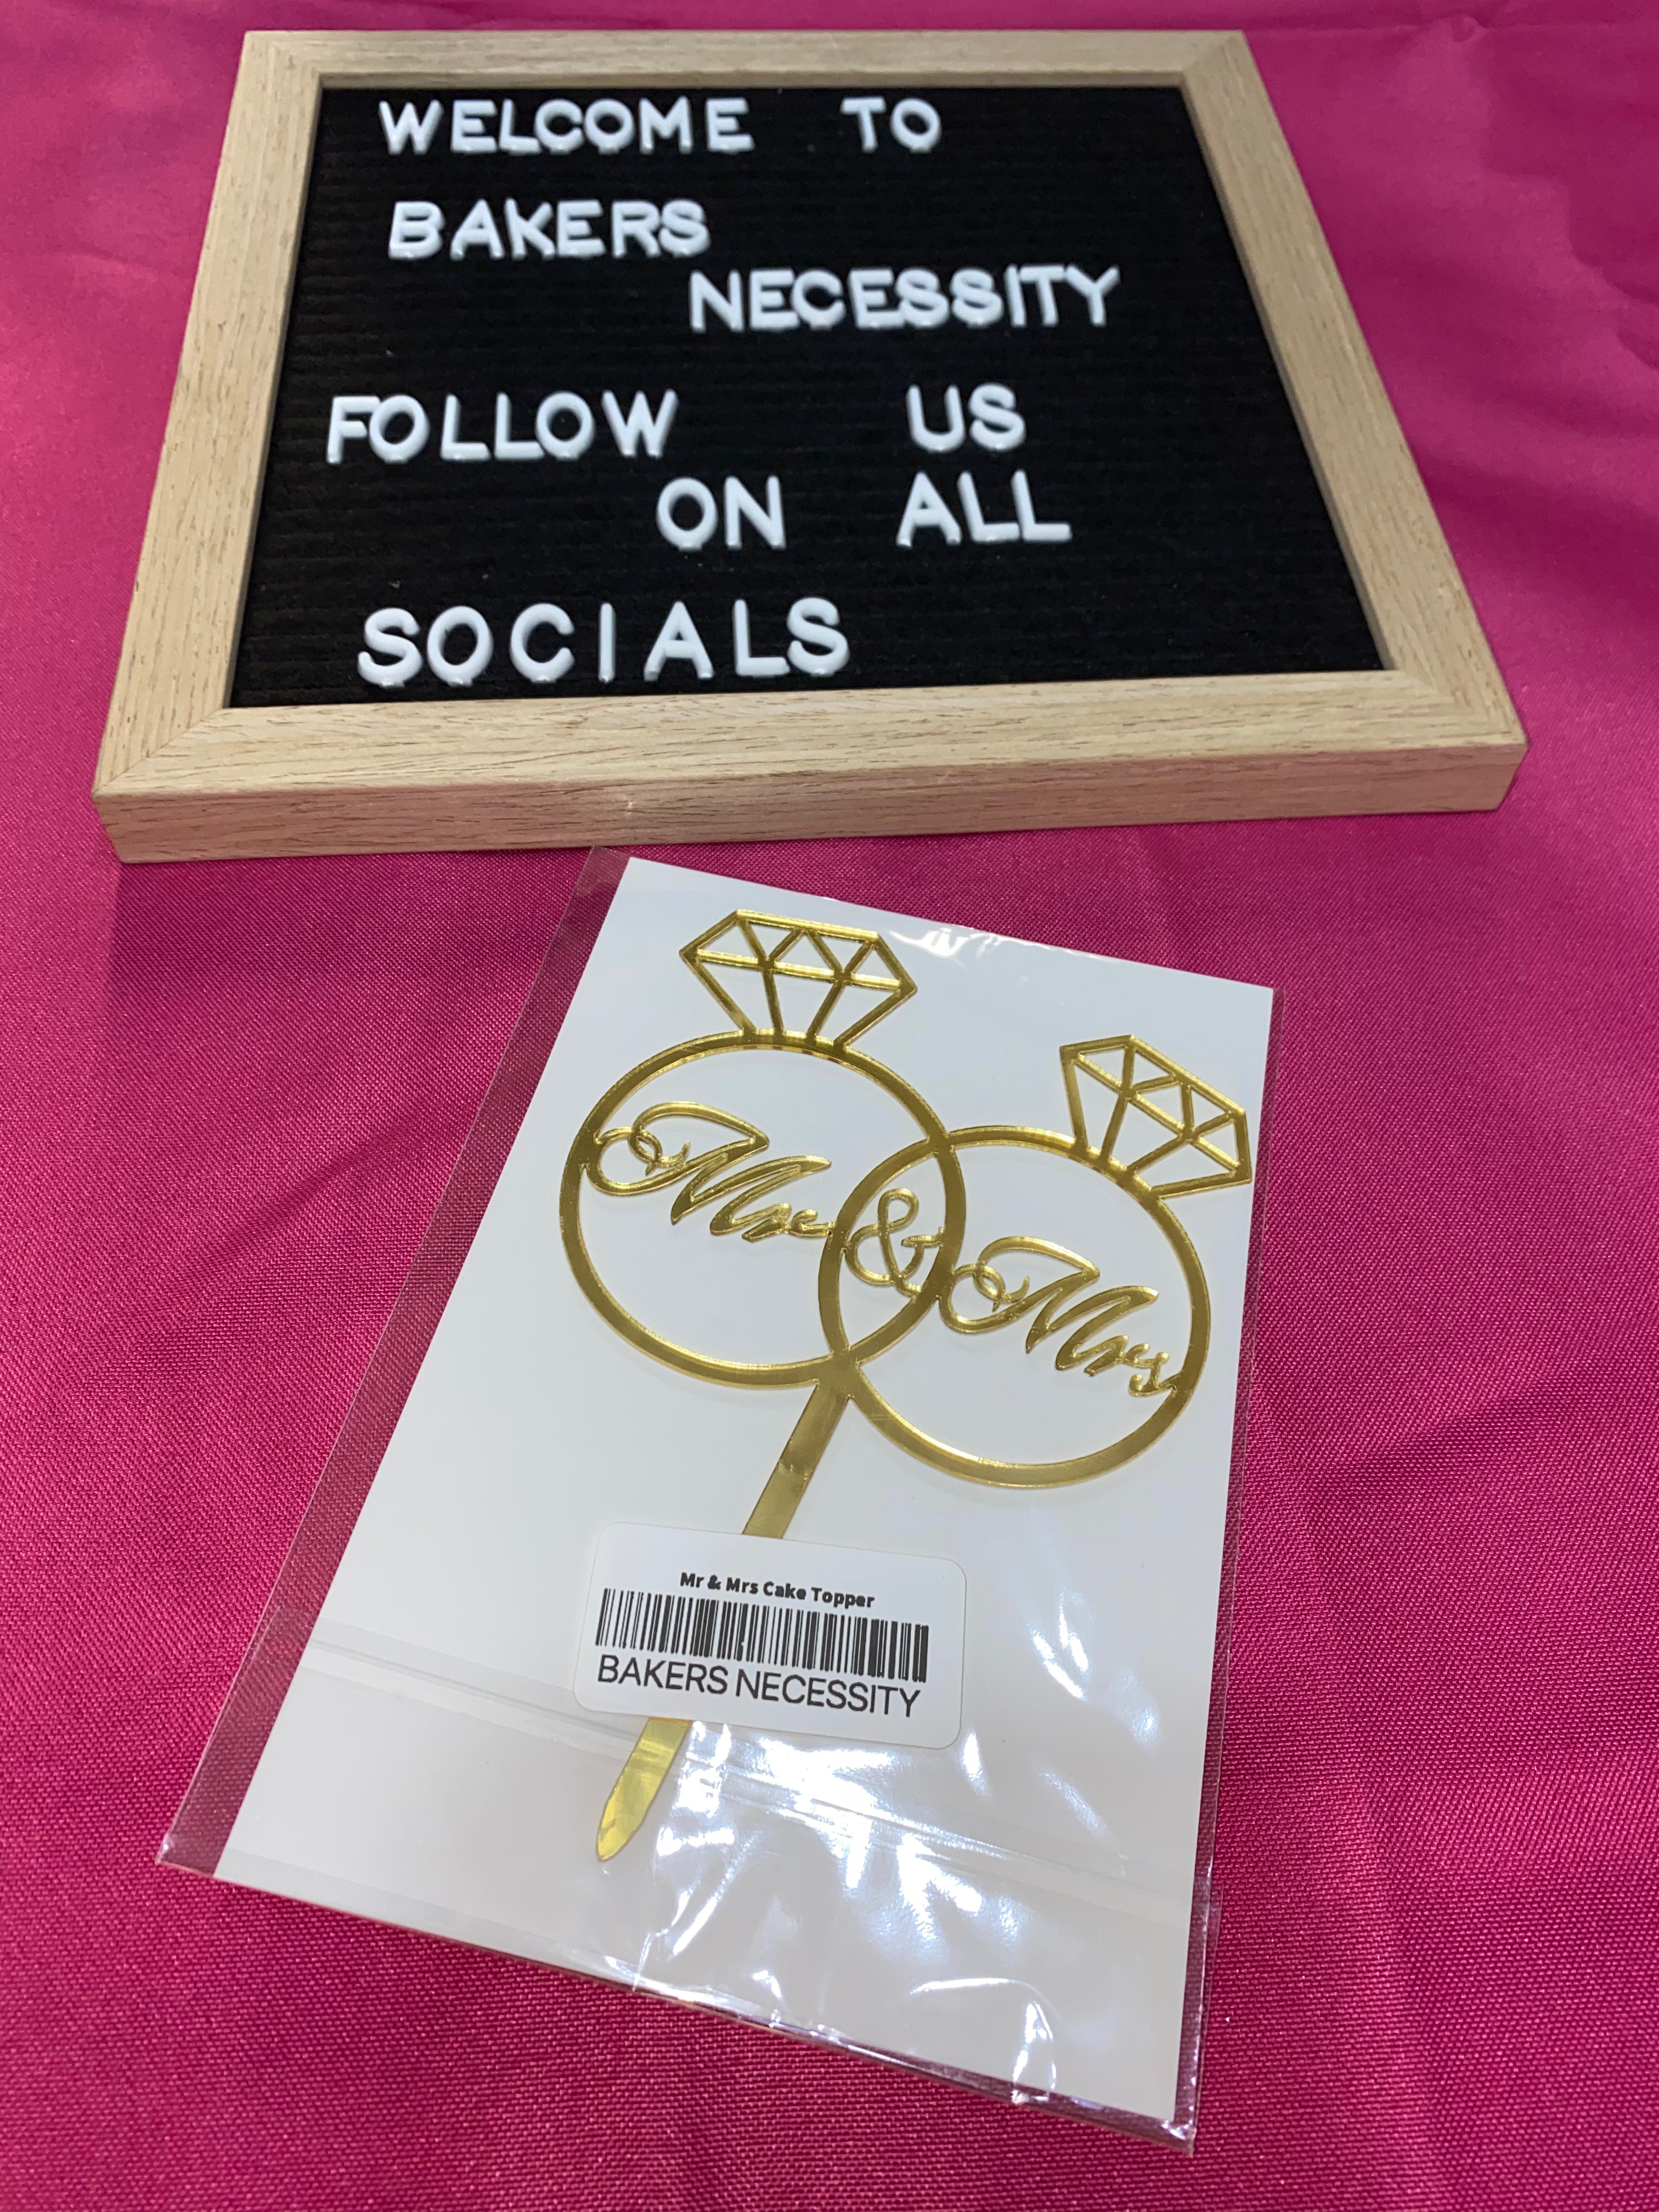 WELCOME TO
BAKERS
NECESSITY
FOLLOW US
ON ALL
SOCIALS
Mr & Mrs
Mr & Mrs Cake Topper
BAKERS NECESSITY